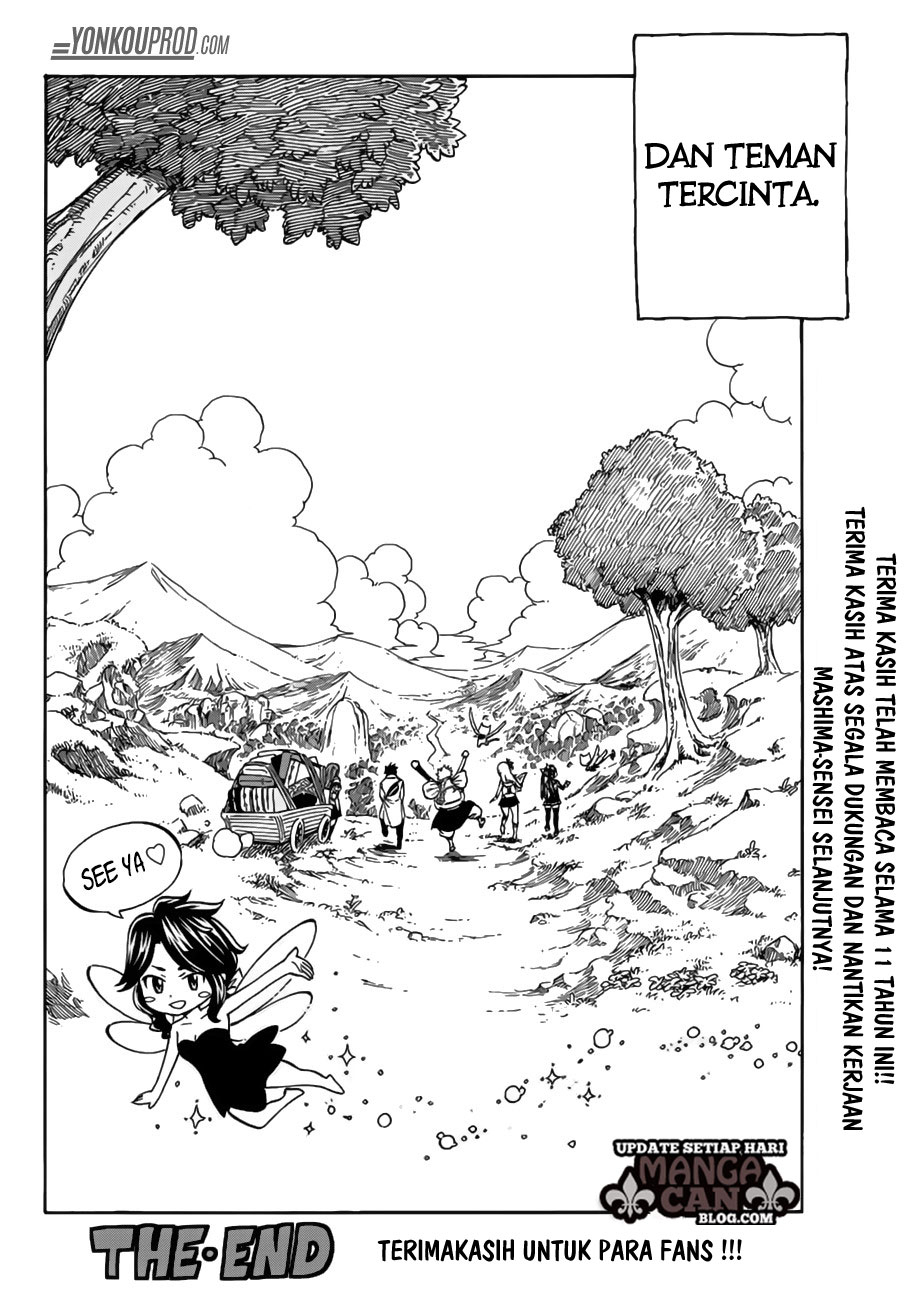 =YONKOUPROD.COM
DAN TEMAN
TERCINTA.
TERIMA KASIH TELAH MEMBACA SELAMA 11 TAHUN INI!!
TERIMA KASIH ATAS SEGALA DUKUNGAN DAN NANTIKAN KERJAAN
MASHIMA-SENSEI SELANJUTNYA!
SEE YA♡
UPDATE SETIAP HARI
MANGA
CAN
BLOG.COM
THE·END
TERIMAKASIH UNTUK PARA FANS !!!